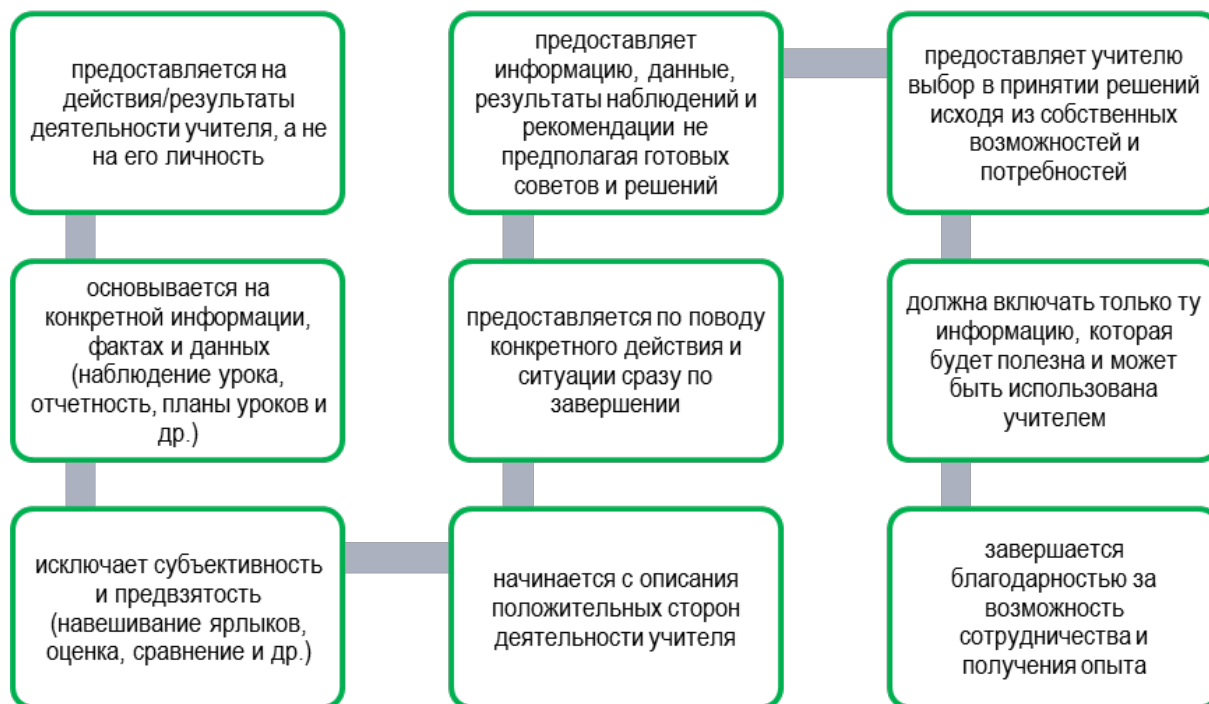 предоставляется на
действия/результаты
деятельности учителя, а не
на его личность
основывается на
конкретной информации,
фактах и данных
(наблюдение урока,
отчетность, планы уроков и
др.)
исключает субъективность
и предвзятость
(навешивание ярлыков,
оценка, сравнение и др.)
начинается с описания
положительных сторон
деятельности учителя
предоставляется по поводу
конкретного действия и
ситуации сразу по
завершении
предоставляет
информацию, данные,
результаты наблюдений и
рекомендации не
предполагая готовых
советов и решений
предоставляет учителю
выбор в принятии решений
исходя из собственных
возможностей и
потребностей
должна включать только ту
информацию, которая
будет полезна и может
быть использована
учителем
завершается
благодарностью за
возможность
сотрудничества и
получения опыта